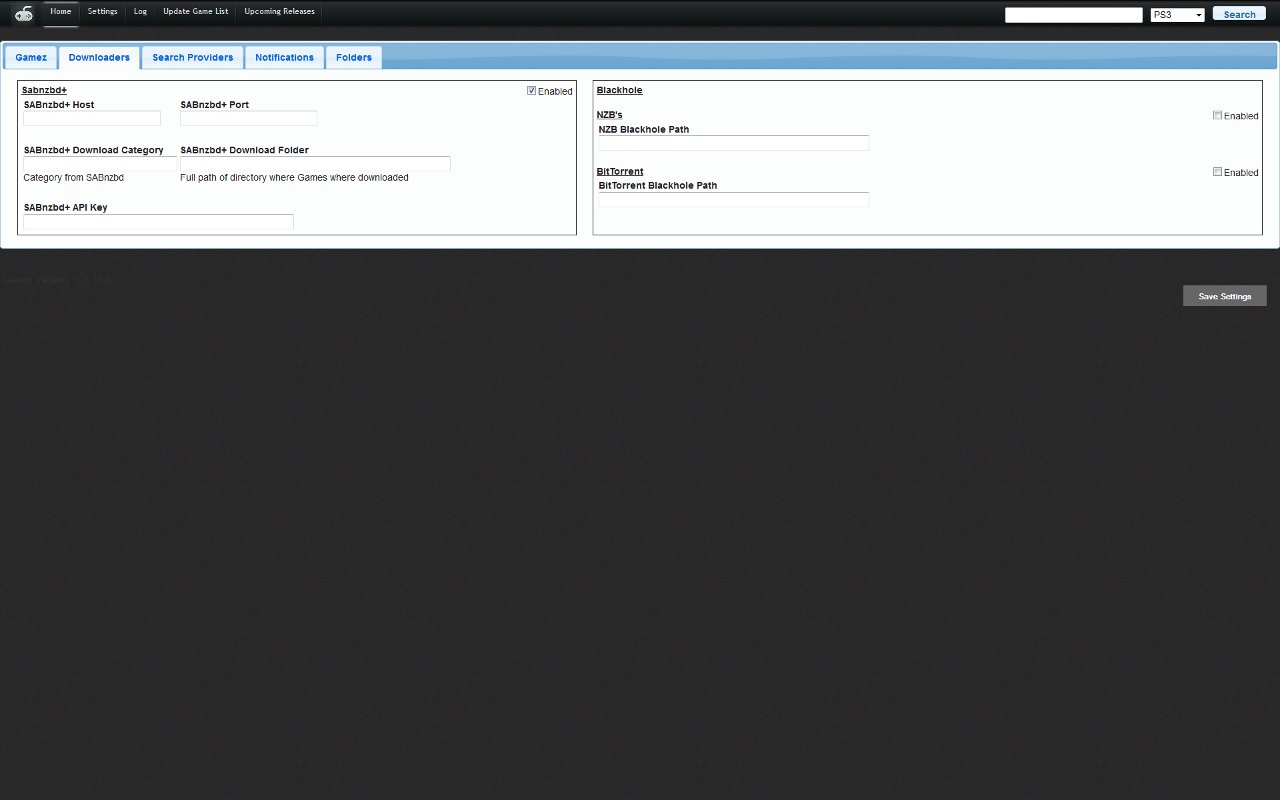 Home Settings Log Update Game List Upcoming Releases PS3 Search
Gamez Downloaders Search Providers Notifications Folders
Sabnzbd+ Enabled
SABnzbd+ Host SABnzbd+ Port
SABnzbd+ Download Category SABnzbd+ Download Folder
Category from SABnzbd Full path of directory where Games where downloaded
SABnzbd+ API Key
Blackhole
NZB's Enabled
NZB Blackhole Path
BitTorrent Enabled
BitTorrent Blackhole Path
Save Settings